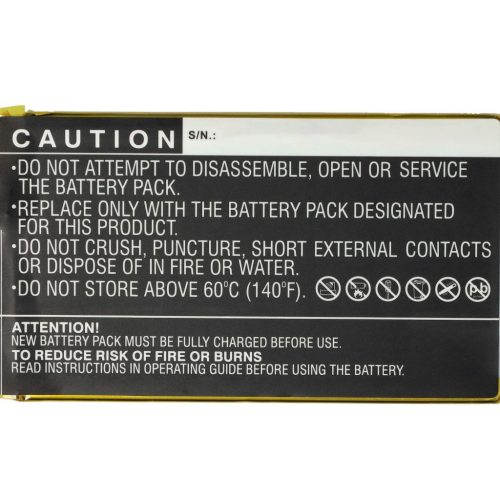 CAUTION S/N.:
•DO NOT ATTEMPT TO DISASSEMBLE, OPEN OR SERVICE
THE BATTERY PACK.
•REPLACE ONLY WITH THE BATTERY PACK DESIGNATED
FOR THIS PRODUCT.
•DO NOT CRUSH, PUNCTURE, SHORT EXTERNAL CONTACTS
OR DISPOSE OF IN FIRE OR WATER.
•DO NOT STORE ABOVE 60°C (140°F). pb
ATTENTION!
NEW BATTERY PACK MUST BE FULLY CHARGED BEFORE USE.
TO REDUCE RISK OF FIRE OR BURNS
READ INSTRUCTIONS IN OPERATING GUIDE BEFORE USING THE BATTERY.